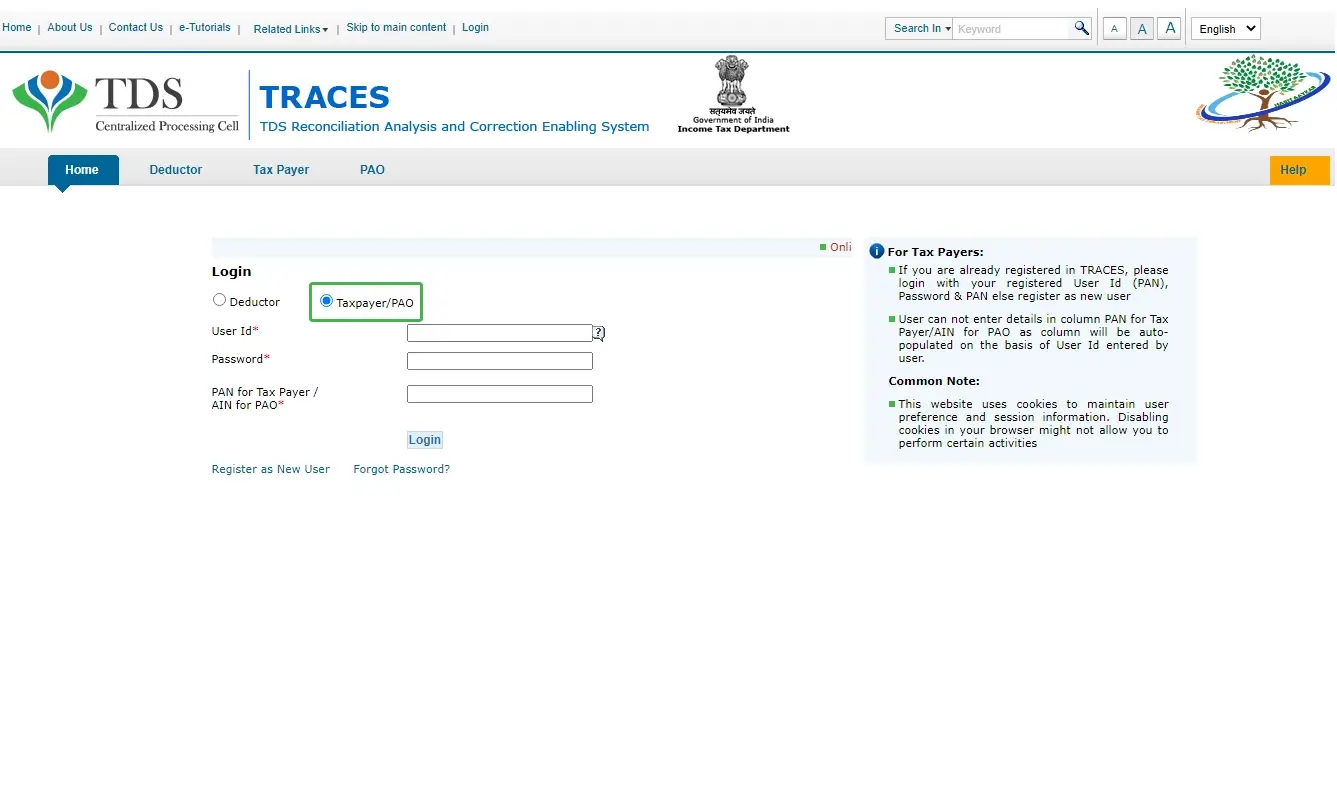 Home | About Us | Contact Us | e-Tutorials | Related Links | Skip to main content | Login
Search In Keyword A A A English
TDS
Centralized Processing Cell
TRACES
TDS Reconciliation Analysis and Correction Enabling System
सत्यमेव जयते
Government of India
Income Tax Department
Home Deductor Tax Payer PAO Help
Onli
Login
Deductor Taxpayer/PAO
User Id* ?
Password*
PAN for Tax Payer /
AIN for PAO*
Login
Register as New User Forgot Password?
i For Tax Payers:
If you are already registered in TRACES, please
login with your registered User Id (PAN),
Password & PAN else register as new user
User can not enter details in column PAN for Tax
Payer/AIN for PAO as column will be auto-
populated on the basis of User Id entered by
user.
Common Note:
This website uses cookies to maintain user
preference and session information. Disabling
cookies in your browser might not allow you to
perform certain activities